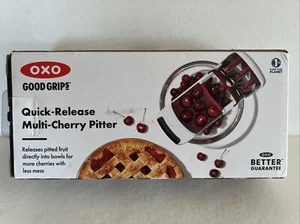 OXO
GOOD GRIPS
Quick-Release
Multi-Cherry Pitter
Releases pitted fruit
directly into bowls for
more cherries with
less mess
OXO
BETTER
GUARANTEE